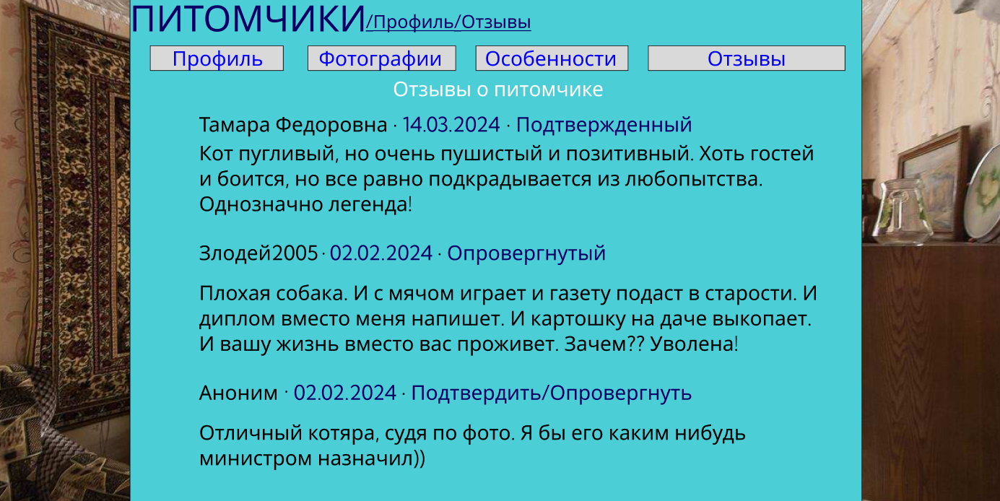 ПИТОМЧИКИ/Профиль/Отзывы
Профиль Фотографии Особенности Отзывы
Отзывы о питомчике
Тамара Федоровна · 14.03.2024 · Подтвержденный
Кот пугливый, но очень пушистый и позитивный. Хоть гостей
и боится, но все равно подкрадывается из любопытства.
Однозначно легенда!
Злодей2005 · 02.02.2024 · Опровергнутый
Плохая собака. И с мячом играет и газету подаст в старости. И
диплом вместо меня напишет. И картошку на даче выкопает.
И вашу жизнь вместо вас проживет. Зачем?? Уволена!
Аноним · 02.02.2024 · Подтвердить/Опровергнуть
Отличный котяра, судя по фото. Я бы его каким нибудь
министром назначил))